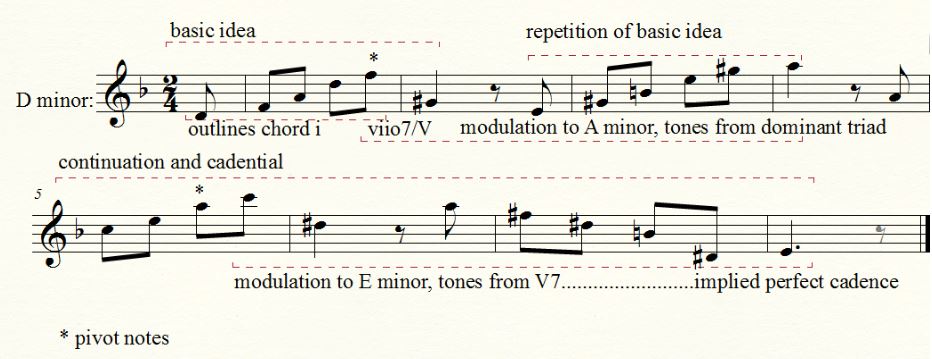 basic idea
repetition of basic idea
*
D minor:
2
4
outlines chord i viio7/V modulation to A minor, tones from dominant triad
continuation and cadential
5
*
modulation to E minor, tones from V7..........................implied perfect cadence
* pivot notes